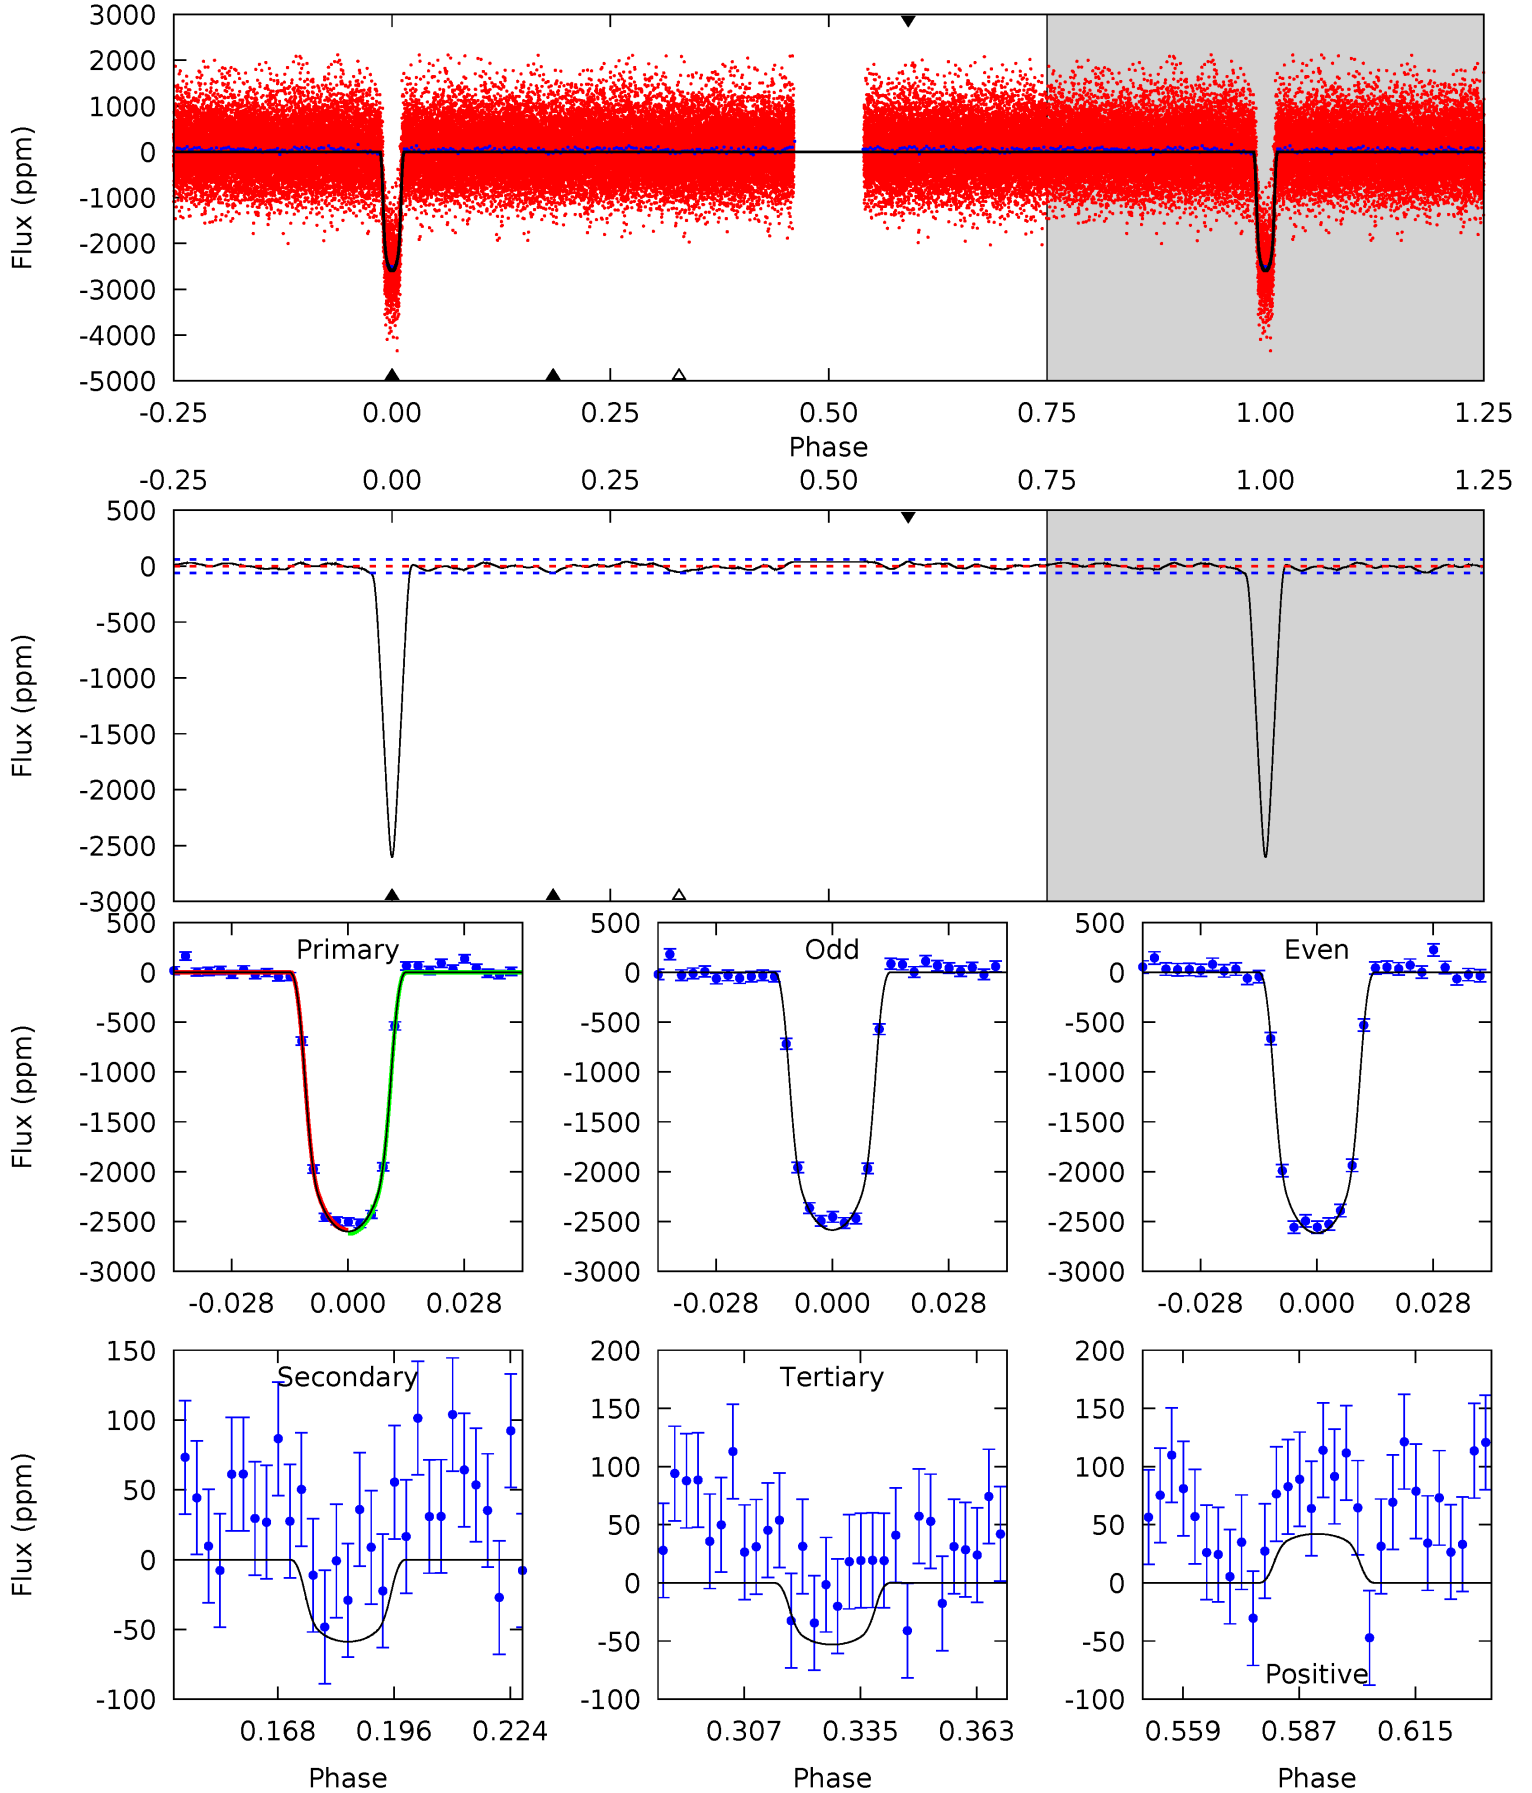 3000
2000
1000
0
-1000
-2000
-3000
-4000
-5000
Flux (ppm)
-0.25 0.00 0.25 0.50 0.75 1.00 1.25
Phase
-0.25 0.00 0.25 0.50 0.75 1.00 1.25
500
0
-500
-1000
-1500
-2000
-2500
-3000
Flux (ppm)
Primary Odd Even
500 500 500
0 0 0
-500 -500 -500
-1000 -1000 -1000
-1500 -1500 -1500
-2000 -2000 -2000
-2500 -2500 -2500
-3000 -3000 -3000
Flux (ppm)
-0.028 0.000 0.028 -0.028 0.000 0.028 -0.028 0.000 0.028
Secondary
150
100
50
0
-50
-100
Flux (ppm)
0.168 0.196 0.224
Phase
Tertiary
200
150
100
50
0
-50
-100
0.307 0.335 0.363
Phase
200
150
100
50
0
-50
-100
Positive
0.559 0.587 0.615
Phase